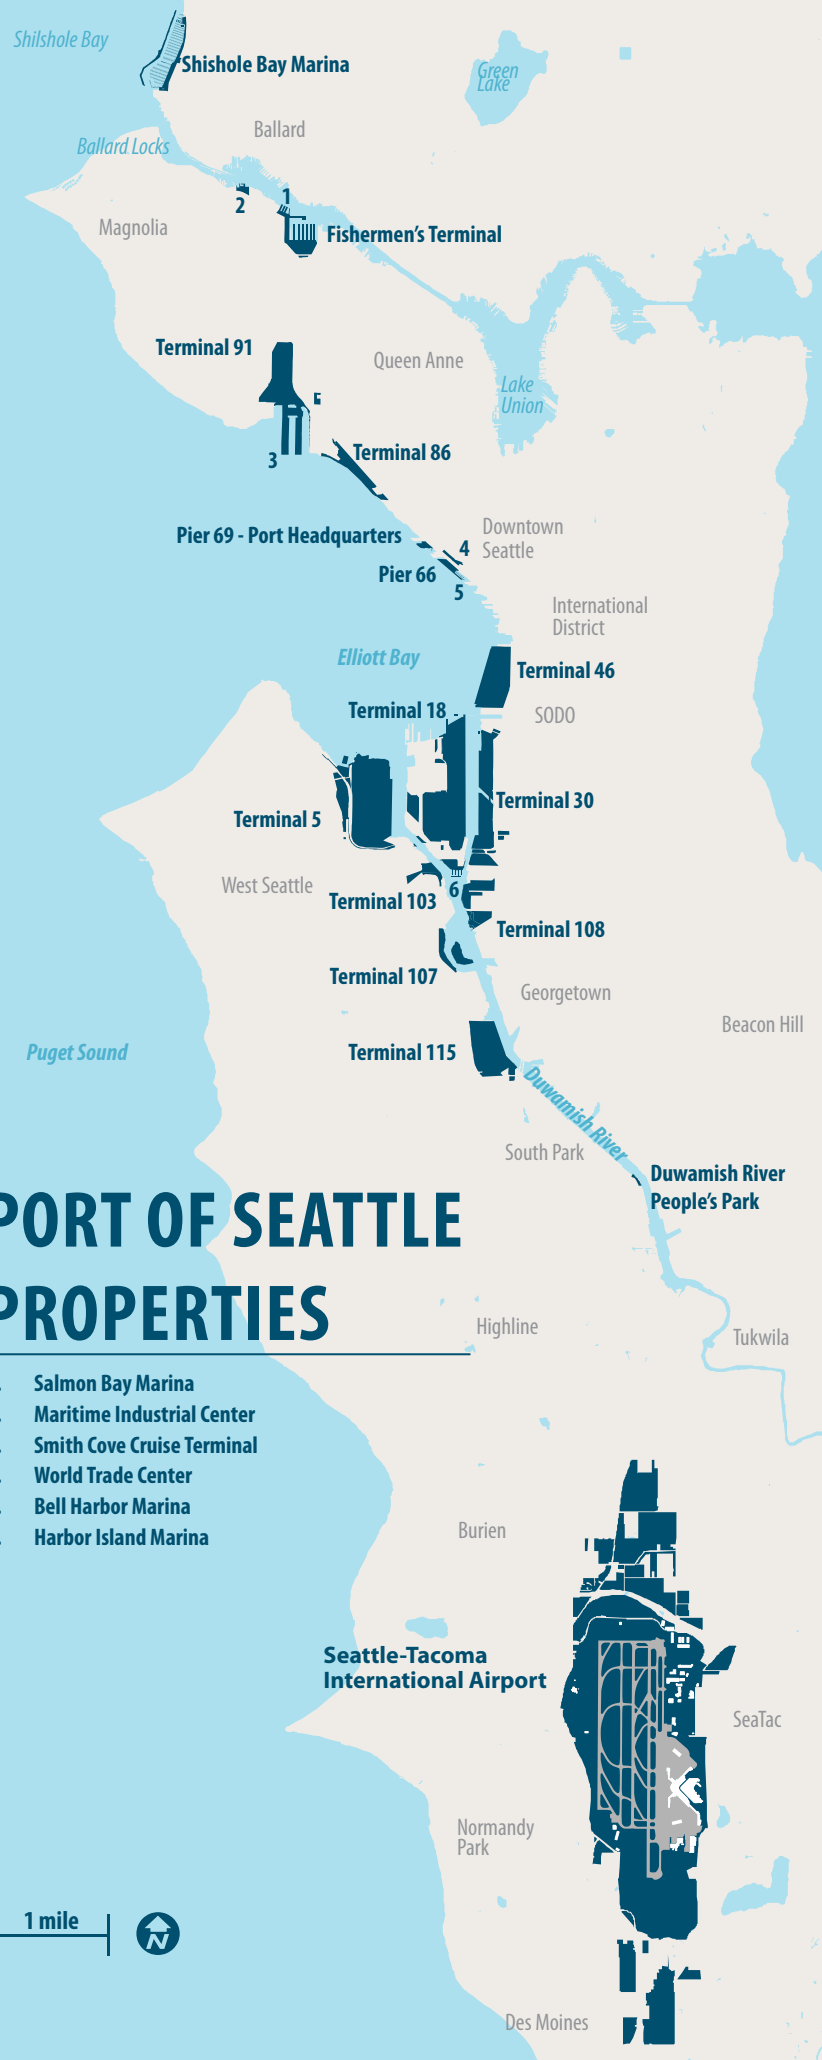 Shilshole Bay
Shishole Bay Marina
Green
Lake
Ballard
Ballard Locks
1
2
Magnolia
Fishermen's Terminal
Terminal 91
Queen Anne
Lake
Union
Terminal 86
3
Downtown
Seattle
Pier 69 - Port Headquarters
4
Pier 66
5
International
District
Elliott Bay
Terminal 46
Terminal 18
SODO
Terminal 30
Terminal 5
West Seattle
6
Terminal 103
Terminal 108
Terminal 107
Georgetown
Beacon Hill
Puget Sound
Terminal 115
Duwamish River
South Park
Duwamish River
People's Park
PORT OF SEATTLE
PROPERTIES
Highline
Tukwila
. Salmon Bay Marina
. Maritime Industrial Center
. Smith Cove Cruise Terminal
. World Trade Center
. Bell Harbor Marina
. Harbor Island Marina
Burien
Seattle-Tacoma
International Airport
SeaTac
Normandy
Park
1 mile
N
Des Moines